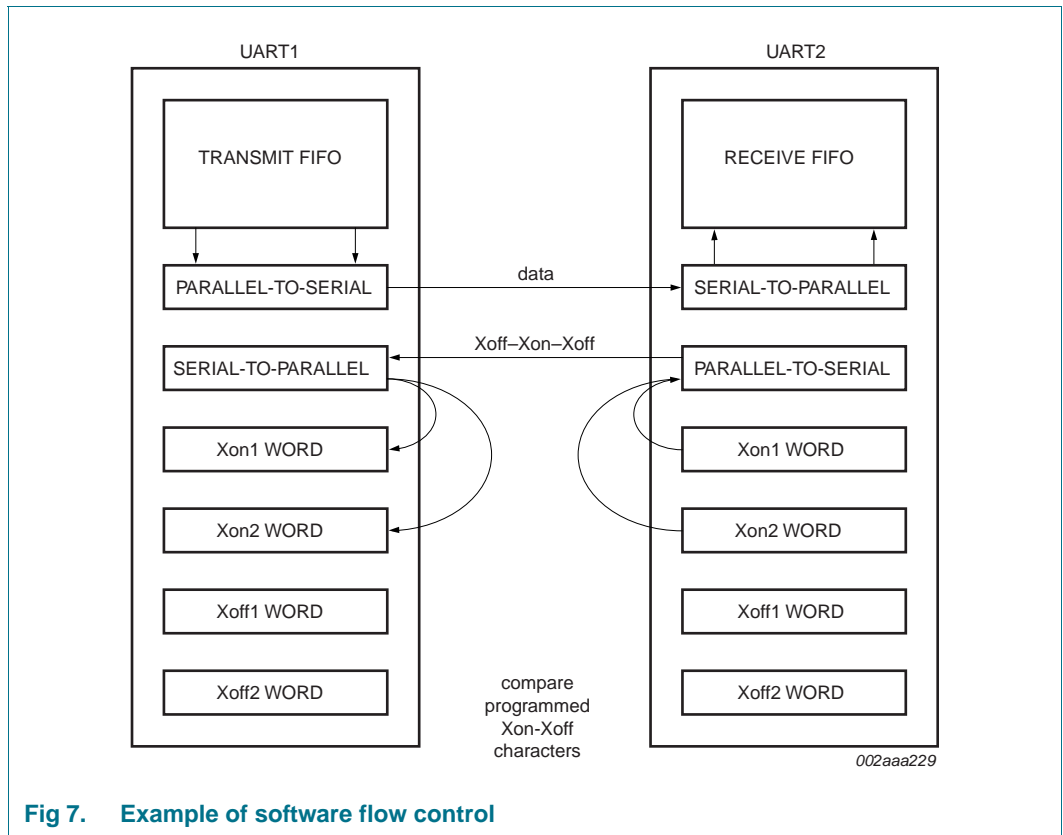 UART1
UART2
TRANSMIT FIFO
RECEIVE FIFO
PARALLEL-TO-SERIAL
data
SERIAL-TO-PARALLEL
Xoff–Xon–Xoff
SERIAL-TO-PARALLEL
PARALLEL-TO-SERIAL
Xon1 WORD
Xon1 WORD
Xon2 WORD
Xon2 WORD
Xoff1 WORD
Xoff1 WORD
Xoff2 WORD
Xoff2 WORD
compare
programmed
Xon-Xoff
characters
002aaa229
Fig 7. Example of software flow control